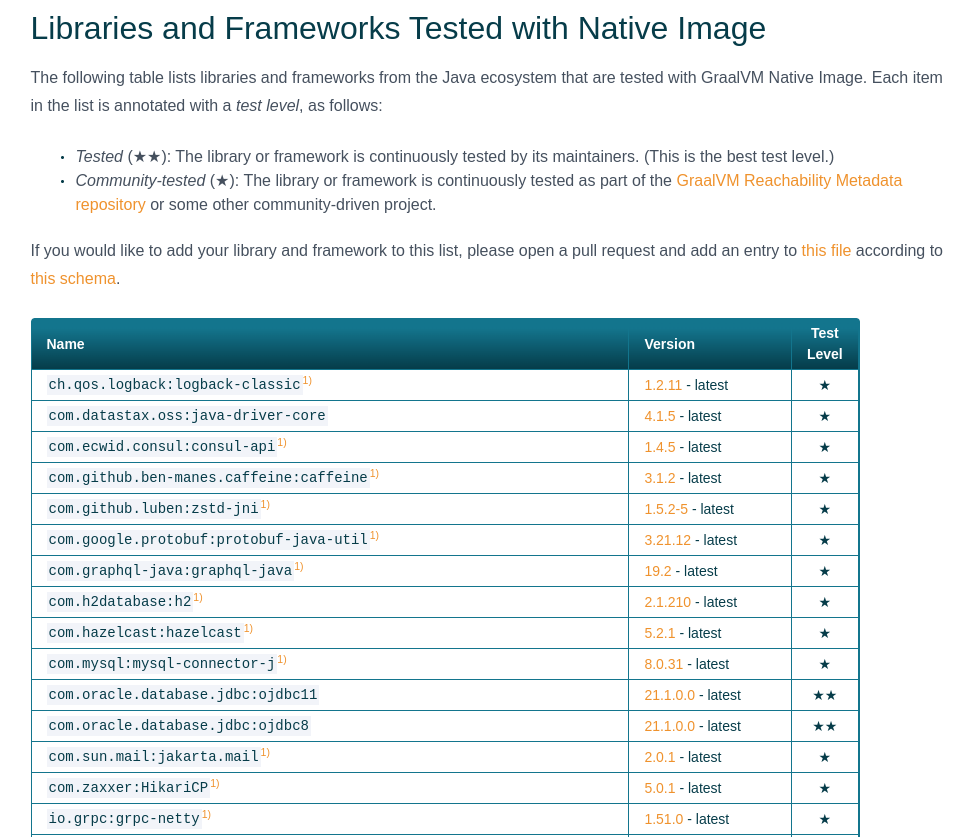 Libraries and Frameworks Tested with Native Image
The following table lists libraries and frameworks from the Java ecosystem that are tested with GraalVM Native Image. Each item
in the list is annotated with a test level, as follows:
• Tested (★★): The library or framework is continuously tested by its maintainers. (This is the best test level.)
• Community-tested (★): The library or framework is continuously tested as part of the GraalVM Reachability Metadata
repository or some other community-driven project.
If you would like to add your library and framework to this list, please open a pull request and add an entry to this file according to
this schema.
Name Version Test
Level
ch.qos.logback:logback-classic 1) 1.2.11 - latest ★
com.datastax.oss:java-driver-core 4.1.5 - latest ★
com.ecwid.consul:consul-api 1) 1.4.5 - latest ★
com.github.ben-manes.caffeine:caffeine 1) 3.1.2 - latest ★
com.github.luben:zstd-jni 1) 1.5.2-5 - latest ★
com.google.protobuf:protobuf-java-util 1) 3.21.12 - latest ★
com.graphql-java:graphql-java 1) 19.2 - latest ★
com.h2database:h2 1) 2.1.210 - latest ★
com.hazelcast:hazelcast 1) 5.2.1 - latest ★
com.mysql:mysql-connector-j 1) 8.0.31 - latest ★
com.oracle.database.jdbc:ojdbc11 21.1.0.0 - latest ★★
com.oracle.database.jdbc:ojdbc8 21.1.0.0 - latest ★★
com.sun.mail:jakarta.mail 1) 2.0.1 - latest ★
com.zaxxer:HikariCP 1) 5.0.1 - latest ★
io.grpc:grpc-netty 1) 1.51.0 - latest ★